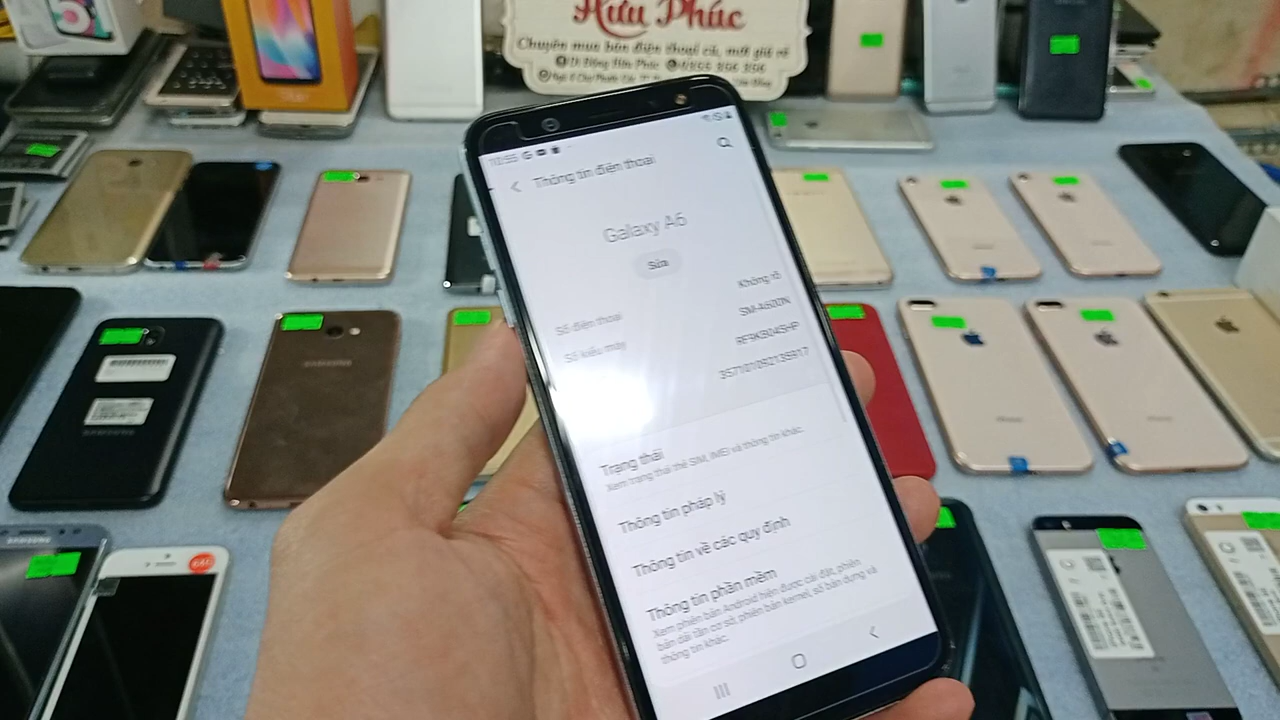 Hữu Phúc
Chuyên mua bán điện thoại cũ, mới giá rẻ
Thông tin điện thoại
Galaxy A6
Sửa
Số điện thoại
Không rõ
Số kiểu máy
SM-A600N
RF9KB04SHP
357101092135917
Trạng thái
Xem trạng thái thẻ SIM, IMEI và thông tin khác.
Thông tin pháp lý
Thông tin về các quy định
Thông tin phần mềm
Xem phiên bản Android hiện được cài đặt, phiên
bản dải tần cơ sở, phiên bản kernel, số bản dựng và
thông tin khác.
SAMSUNG
SAMSUNG
SAMSUNG